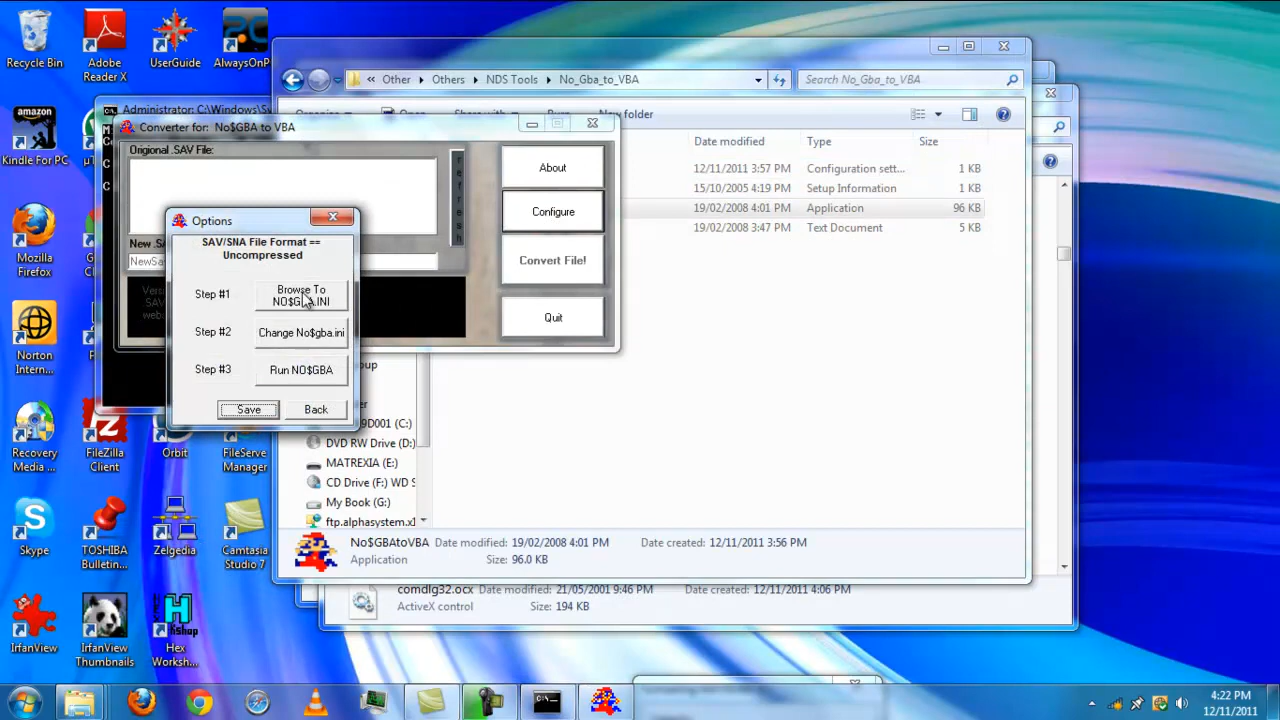 Recycle Bin
Adobe
Reader X
UserGuide
AlwaysOnP
Kindle For PC
Mozilla
Firefox
Norton
Intern...
Recovery
Media ...
FileZilla
Client
Orbit
FileServe
Manager
Skype
TOSHIBA
Bulletin...
Zelgedia
Camtasia
Studio 7
IrfanView
IrfanView
Thumbnails
Hex
Worksh...
Administrator: C:\Windows\Sy
Other
Others
NDS Tools
No_Gba_to_VBA
Search No_Gba_to_VBA
New folder
Date modified
Type
Size
12/11/2011 3:57 PM
Configuration sett...
1 KB
15/10/2005 4:19 PM
Setup Information
1 KB
19/02/2008 4:01 PM
Application
96 KB
19/02/2008 3:47 PM
Text Document
5 KB
Converter for: No$GBA to VBA
Origional .SAV File:
refresh
New .S
NewSa
About
Configure
Convert File!
Quit
Options
SAV/SNA File Format ==
Uncompressed
Step #1
Browse To
NO$GBA.INI
Step #2
Change No$gba.ini
Step #3
Run NO$GBA
Save
Back
9D001 (C:)
DVD RW Drive (D:)
MATREXIA (E:)
CD Drive (F:) WD S
My Book (G:)
ftp.alphasystem.x
No$GBAtoVBA
Date modified: 19/02/2008 4:01 PM
Date created: 12/11/2011 3:56 PM
Application
Size: 96.0 KB
comdlg32.ocx
Date modified: 21/05/2001 9:46 PM
Date created: 12/11/2011 4:06 PM
ActiveX control
Size: 194 KB
4:22 PM
12/11/2011